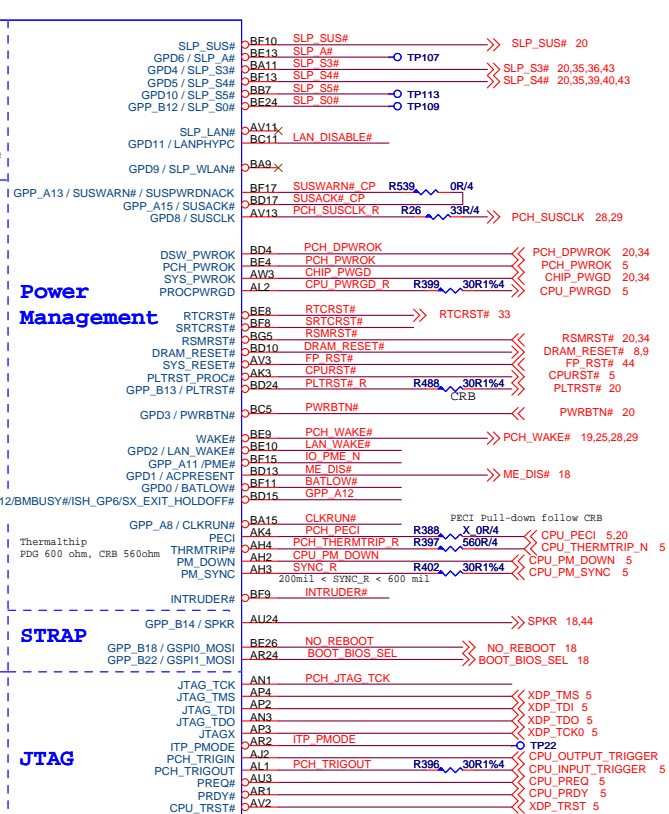 SLP_SUS# BF10 SLP_SUS# SLP_SUS# 20
GPD6 / SLP_A# BE13 SLP_A# TP107
GPD4 / SLP_S3# BA11 SLP_S3# SLP_S3# 20,35,36,43
GPD5 / SLP_S4# BF13 SLP_S4# SLP_S4# 20,35,39,40,43
GPD10 / SLP_S5# BB7 SLP_S5# TP113
GPP_B12 / SLP_S0# BE24 SLP_S0# TP109
SLP_LAN# AV11
GPD11 / LANPHYPC BC11 LAN_DISABLE#
GPD9 / SLP_WLAN# BA9
GPP_A13 / SUSWARN# / SUSPWRDNACK BF17 SUSWARN#_CP R539 0R/4
GPP_A15 / SUSACK# BD17 SUSACK#_CP
GPD8 / SUSCLK AV13 PCH_SUSCLK_R R26 33R/4 PCH_SUSCLK 28,29
DSW_PWROK BD4 PCH_DPWROK PCH_DPWROK 20,34
PCH_PWROK BE4 PCH_PWROK PCH_PWROK 5
SYS_PWROK AW3 CHIP_PWGD CHIP_PWGD 20,34
PROCPWRGD AL2 CPU_PWRGD_R R399 30R1%4 CPU_PWRGD 5
Power
Management
RTCRST# BE8 RTCRST# RTCRST# 33
SRTCRST# BF8 SRTCRST#
RSMRST# BG5 RSMRST# RSMRST# 20,34
DRAM_RESET# BD10 DRAM_RESET# DRAM_RESET# 8,9
SYS_RESET# AV3 FP_RST# FP_RST# 44
PLTRST_PROC# AK3 CPURST# CPURST# 5
GPP_B13 / PLTRST# BD24 PLTRST#_R R488 30R1%4 PLTRST# 20
CRB
GPD3 / PWRBTN# BC5 PWRBTN# PWRBTN# 20
WAKE# BE9 PCH_WAKE# PCH_WAKE# 19,25,28,29
GPD2 / LAN_WAKE# BE10 LAN_WAKE#
GPP_A11 /PME# BF15 IO_PME_N
GPD1 / ACPRESENT BD13 ME_DIS# ME_DIS# 18
GPD0 / BATLOW# BF11 BATLOW#
12/BMBUSY#/ISH_GP6/SX_EXIT_HOLDOFF# BD15 GPP_A12
GPP_A8 / CLKRUN# BA15 CLKRUN# PECI Pull-down follow CRB
PECI AK4 PCH_PECI R388 X_0R/4 CPU_PECI 5,20
Thermalthip
PDG 600 ohm, CRB 560ohm
THRMTRIP# AH4 PCH_THERMTRIP_R R397 560R/4 CPU_THERMTRIP_N 5
PM_DOWN AH2 CPU_PM_DOWN CPU_PM_DOWN 5
PM_SYNC AH3 SYNC_R R402 30R1%4 CPU_PM_SYNC 5
200mil < SYNC_R < 600 mil
INTRUDER# BF9 INTRUDER#
STRAP
GPP_B14 / SPKR AU24 SPKR 18,44
GPP_B18 / GSPI0_MOSI BE26 NO_REBOOT NO_REBOOT 18
GPP_B22 / GSPI1_MOSI AR24 BOOT_BIOS_SEL BOOT_BIOS_SEL 18
JTAG
JTAG_TCK AN1 PCH_JTAG_TCK
JTAG_TMS AP4 XDP_TMS 5
JTAG_TDI AP2 XDP_TDI 5
JTAG_TDO AN3 XDP_TDO 5
JTAGX AP3 XDP_TCK0 5
ITP_PMODE AR2 ITP_PMODE TP22
PCH_TRIGIN AJ2 CPU_OUTPUT_TRIGGER
PCH_TRIGOUT AL1 PCH_TRIGOUT R396 30R1%4 CPU_INPUT_TRIGGER 5
PREQ# AU3 CPU_PREQ 5
PRDY# AR1 CPU_PRDY 5
CPU_TRST# AV2 XDP_TRST 5